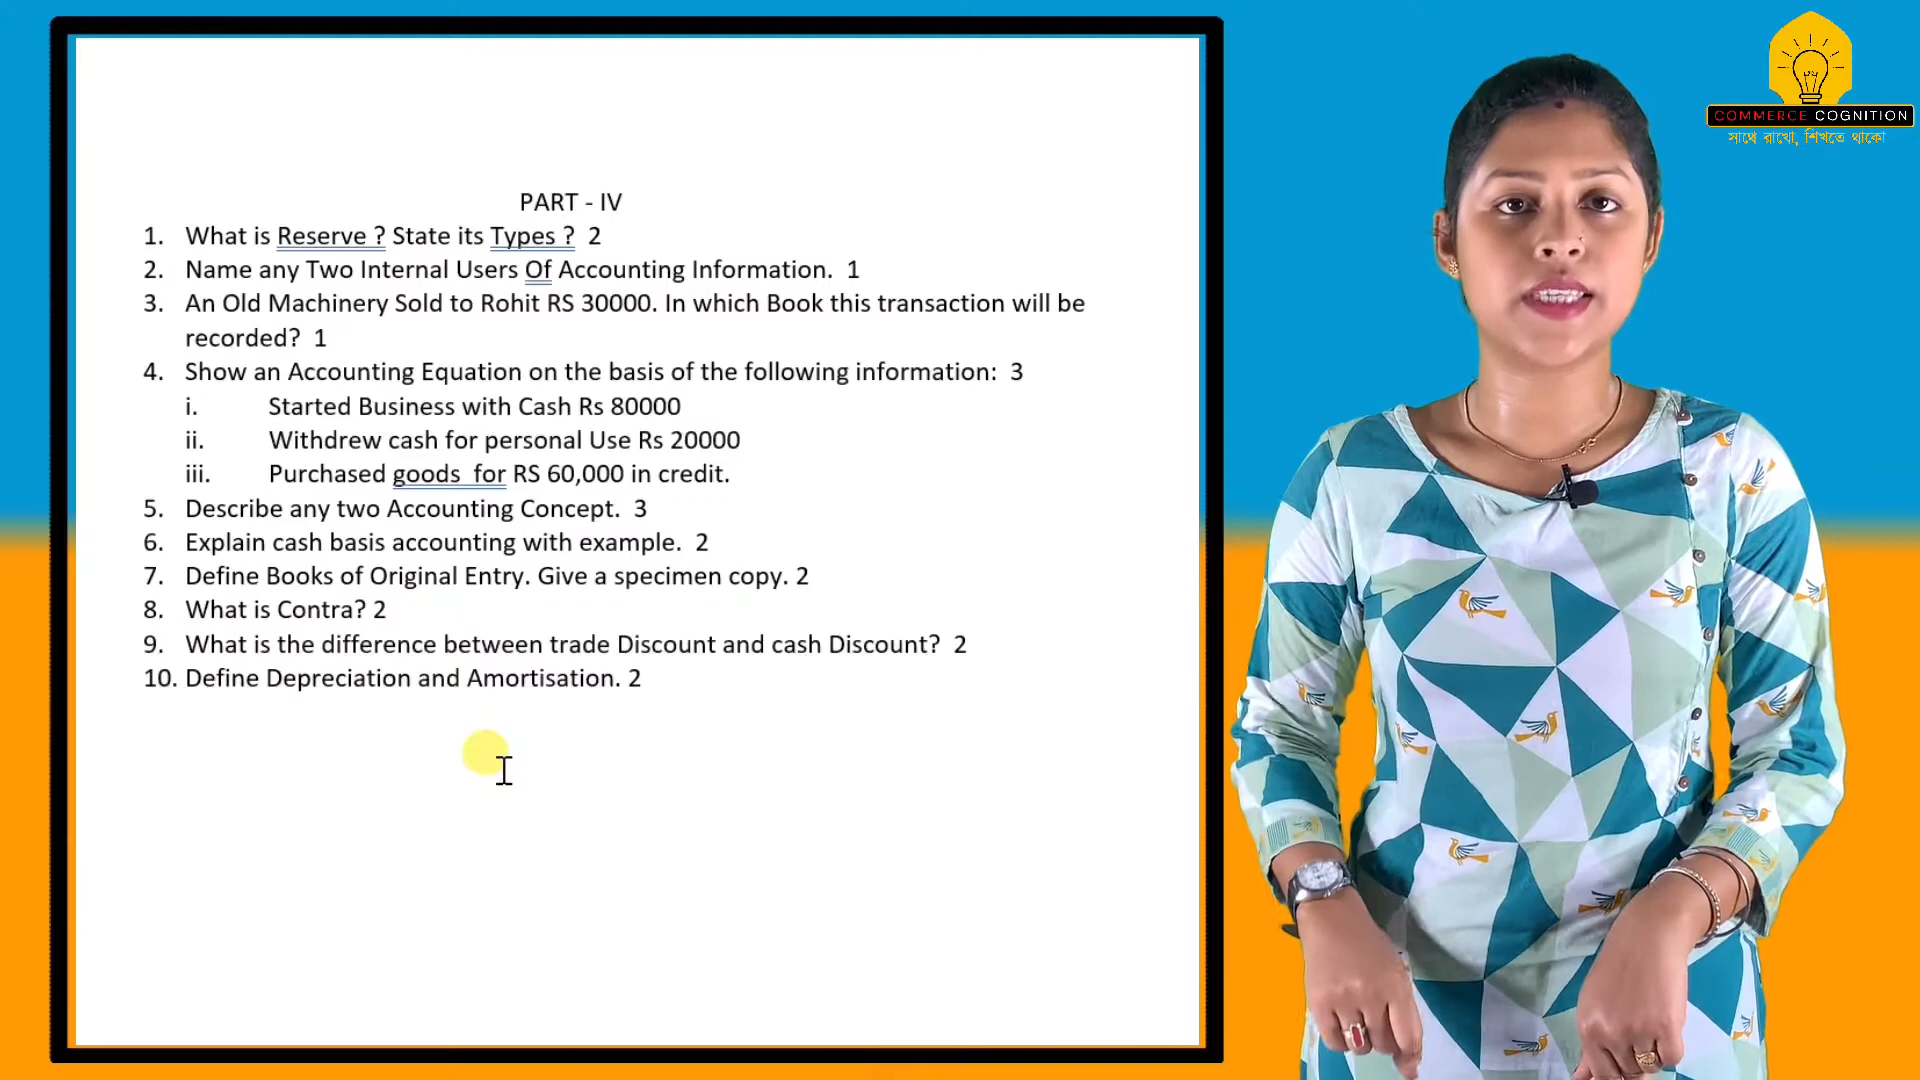 PART - IV
1. What is Reserve ? State its Types ? 2
2. Name any Two Internal Users Of Accounting Information. 1
3. An Old Machinery Sold to Rohit RS 30000. In which Book this transaction will be
recorded? 1
4. Show an Accounting Equation on the basis of the following information: 3
i. Started Business with Cash Rs 80000
ii. Withdrew cash for personal Use Rs 20000
iii. Purchased goods for RS 60,000 in credit.
5. Describe any two Accounting Concept. 3
6. Explain cash basis accounting with example. 2
7. Define Books of Original Entry. Give a specimen copy. 2
8. What is Contra? 2
9. What is the difference between trade Discount and cash Discount? 2
10. Define Depreciation and Amortisation. 2
COMMERCE COGNITION
সাথে রাখো, শিখতে থাকো